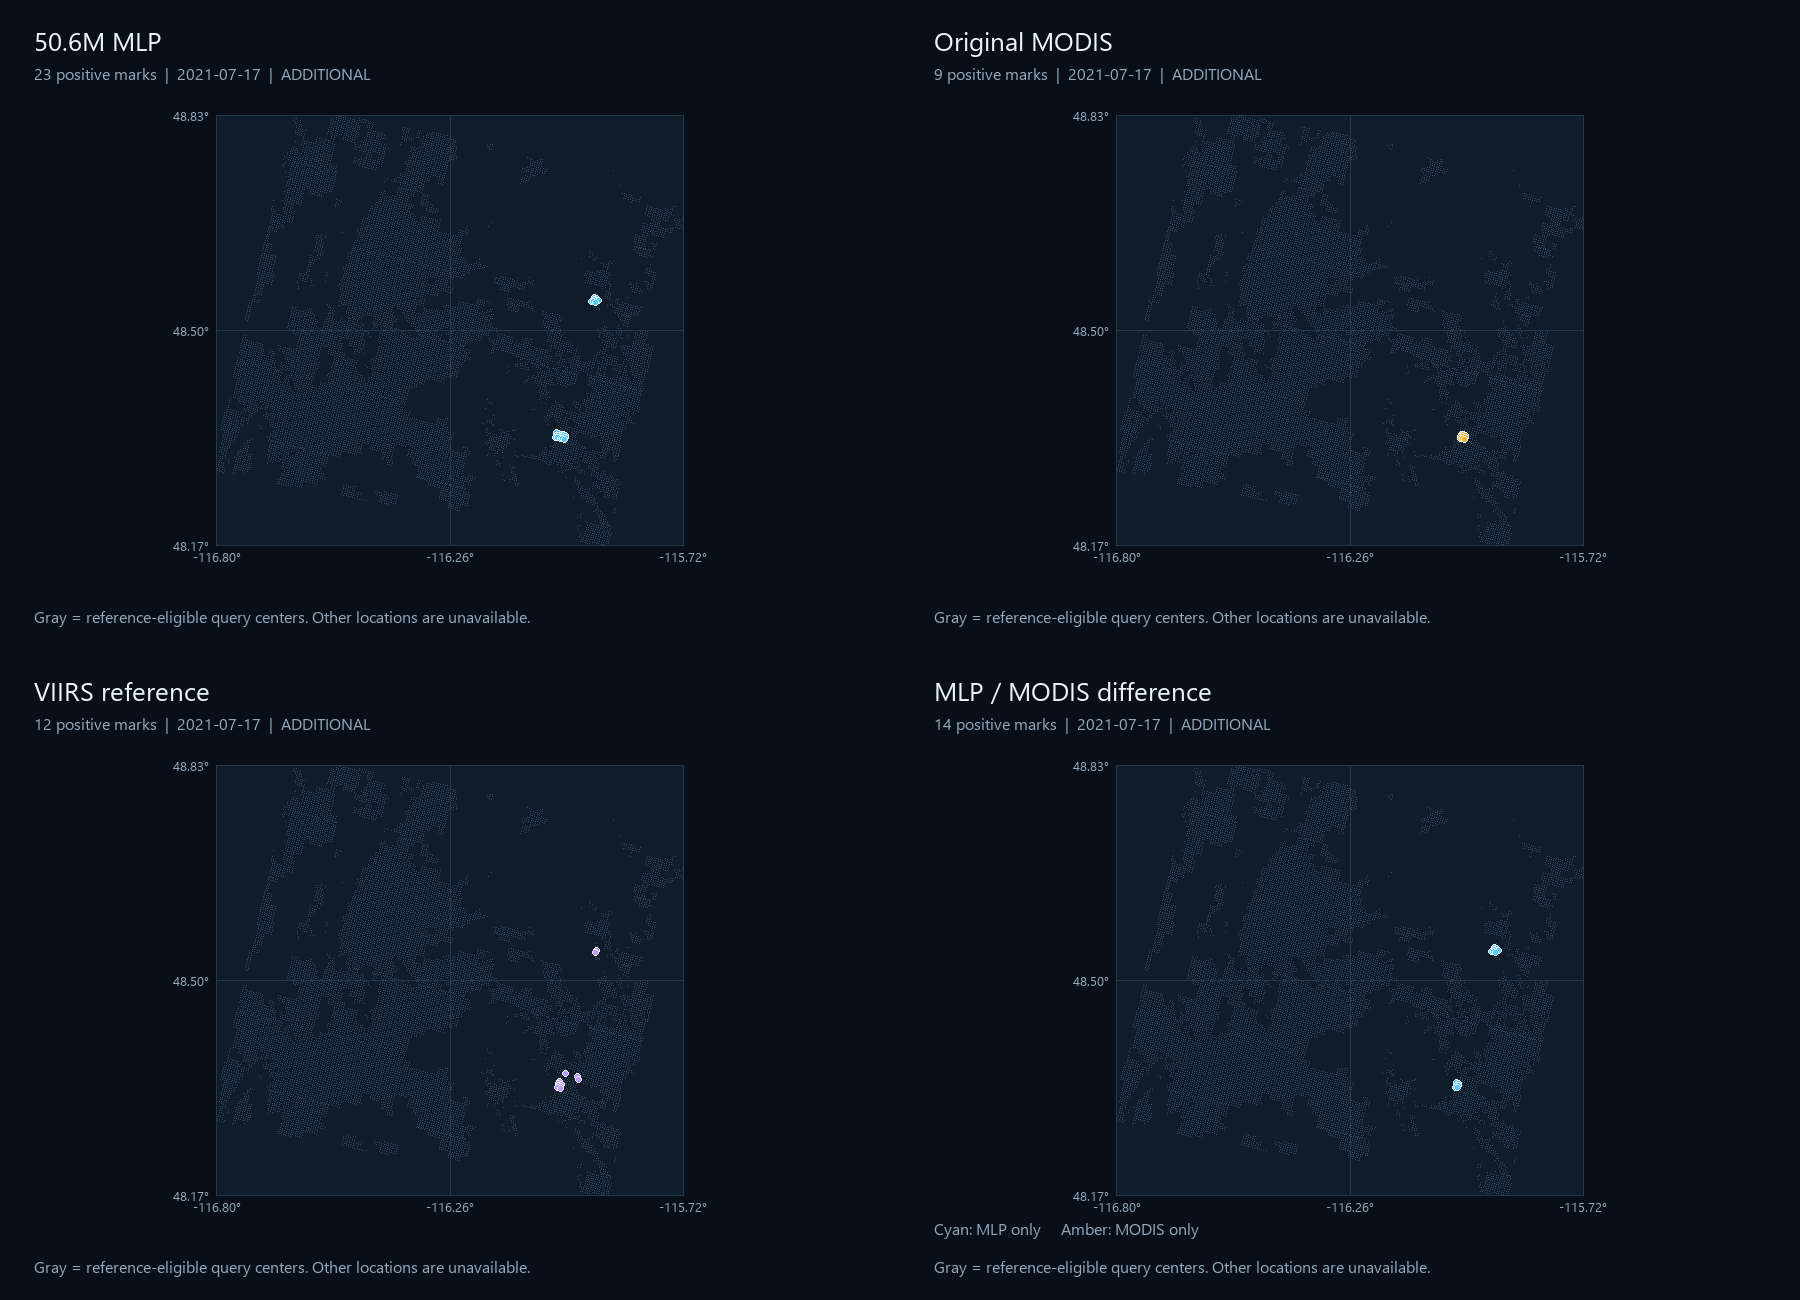 50.6M MLP
23 positive marks | 2021-07-17 | ADDITIONAL
48.83°
48.50°
48.17°
-116.80°
-116.26°
-115.72°
Gray = reference-eligible query centers. Other locations are unavailable.
Original MODIS
9 positive marks | 2021-07-17 | ADDITIONAL
48.83°
48.50°
48.17°
-116.80°
-116.26°
-115.72°
Gray = reference-eligible query centers. Other locations are unavailable.
VIIRS reference
12 positive marks | 2021-07-17 | ADDITIONAL
48.83°
48.50°
48.17°
-116.80°
-116.26°
-115.72°
Gray = reference-eligible query centers. Other locations are unavailable.
MLP / MODIS difference
14 positive marks | 2021-07-17 | ADDITIONAL
48.83°
48.50°
48.17°
-116.80°
-116.26°
-115.72°
Cyan: MLP only Amber: MODIS only
Gray = reference-eligible query centers. Other locations are unavailable.